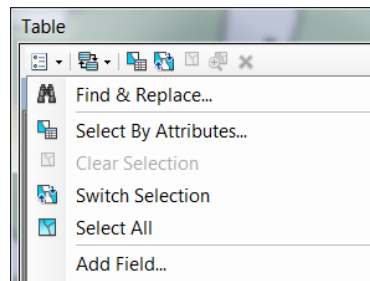 Table
Find & Replace...
Select By Attributes...
Clear Selection
Switch Selection
Select All
Add Field...